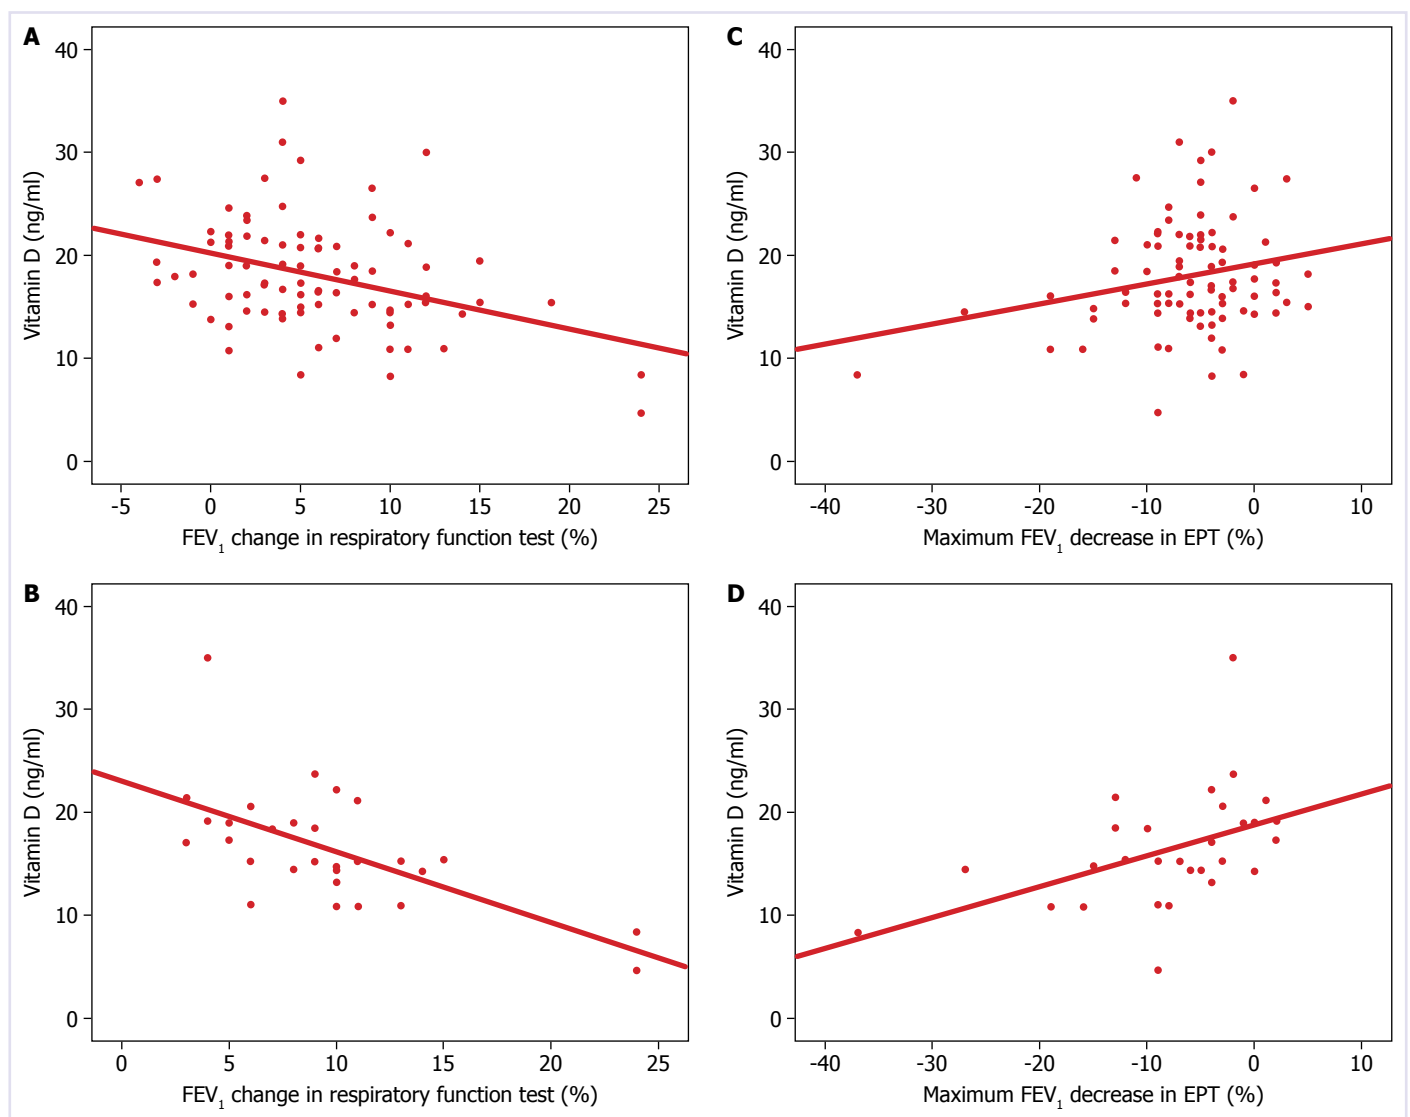 A
40
30
20
10
0
Vitamin D (ng/ml)
-5 0 5 10 15 20 25
FEV1 change in respiratory function test (%)
C
40
30
20
10
0
Vitamin D (ng/ml)
-40 -30 -20 -10 0 10
Maximum FEV1 decrease in EPT (%)
B
40
30
20
10
0
Vitamin D (ng/ml)
0 5 10 15 20 25
FEV1 change in respiratory function test (%)
D
40
30
20
10
0
Vitamin D (ng/ml)
-40 -30 -20 -10 0 10
Maximum FEV1 decrease in EPT (%)